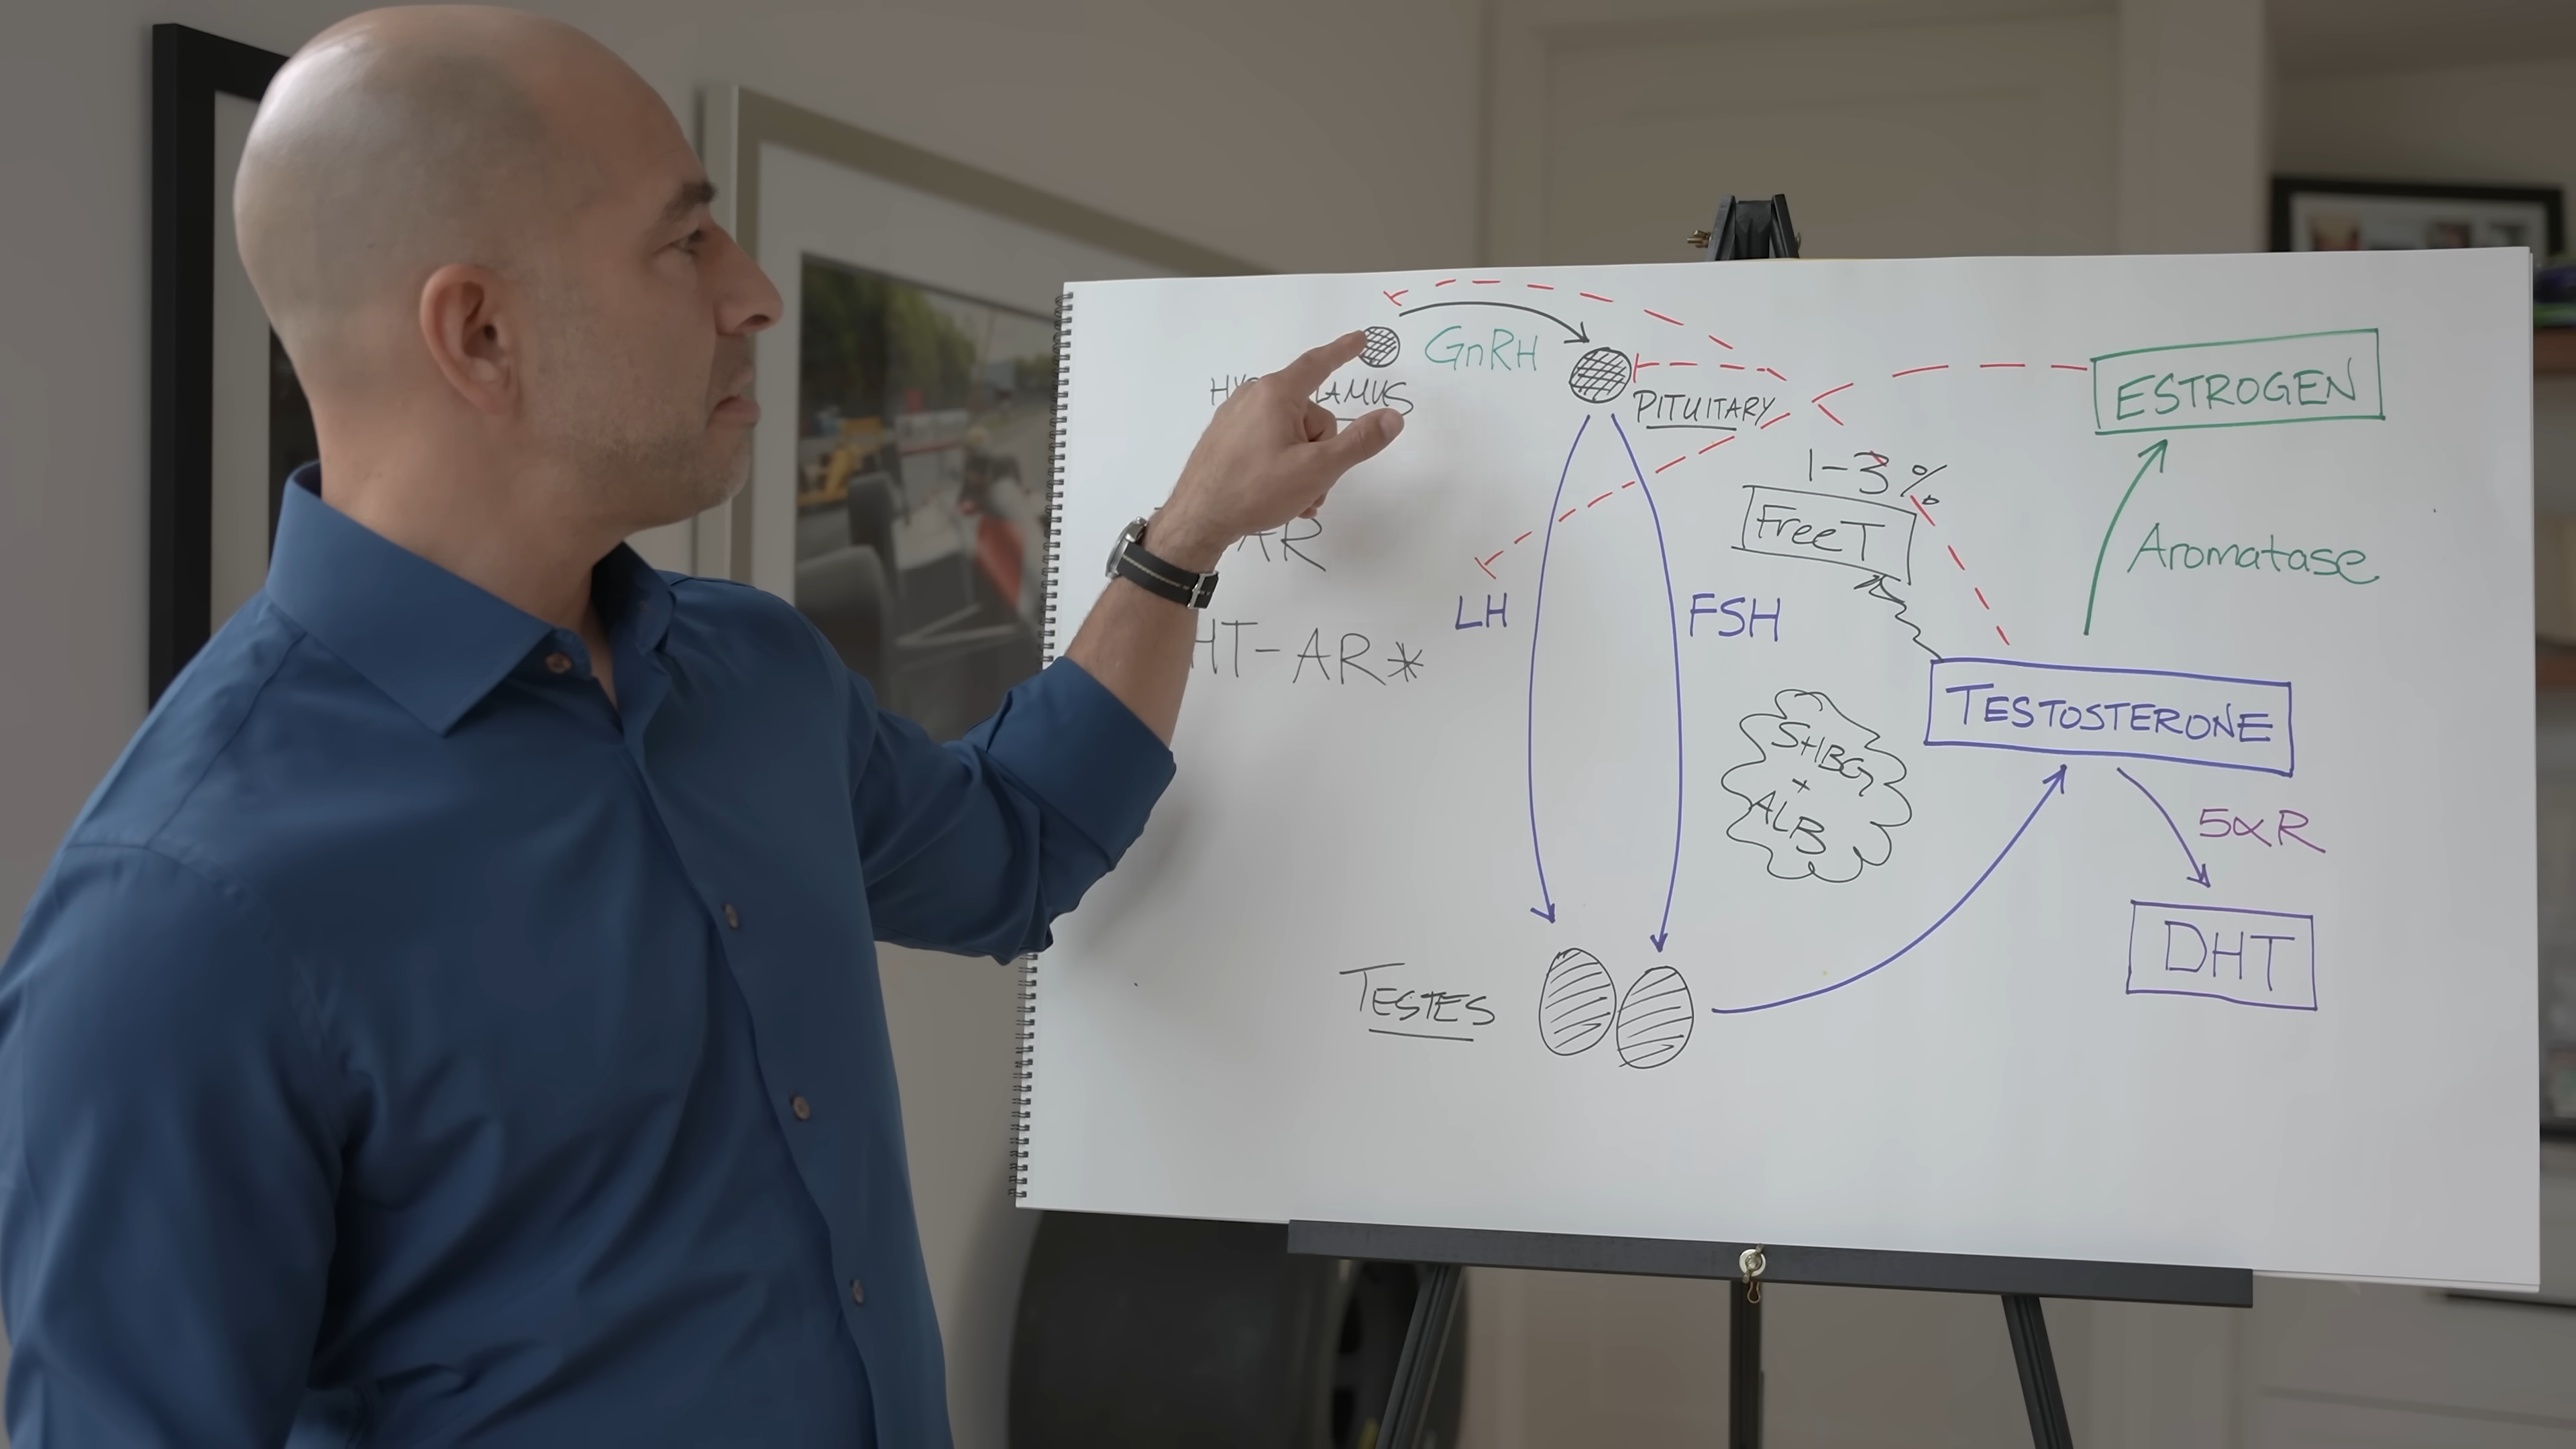 GnRH
PITUITARY
ESTROGEN
1-3%
FreeT
Aromatase
AR
HT-AR*
LH
FSH
TESTOSTERONE
SHBG
+
ALB
5αR
DHT
TESTES